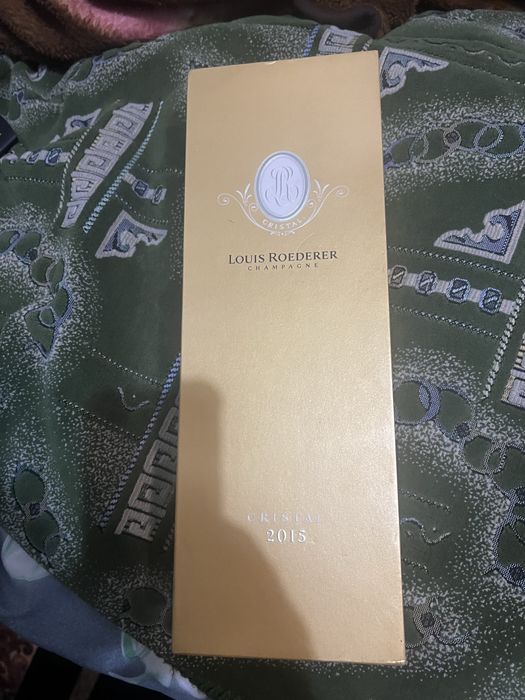 LR
CRISTAL
LOUIS ROEDERER
CHAMPAGNE
CRISTAL
2015